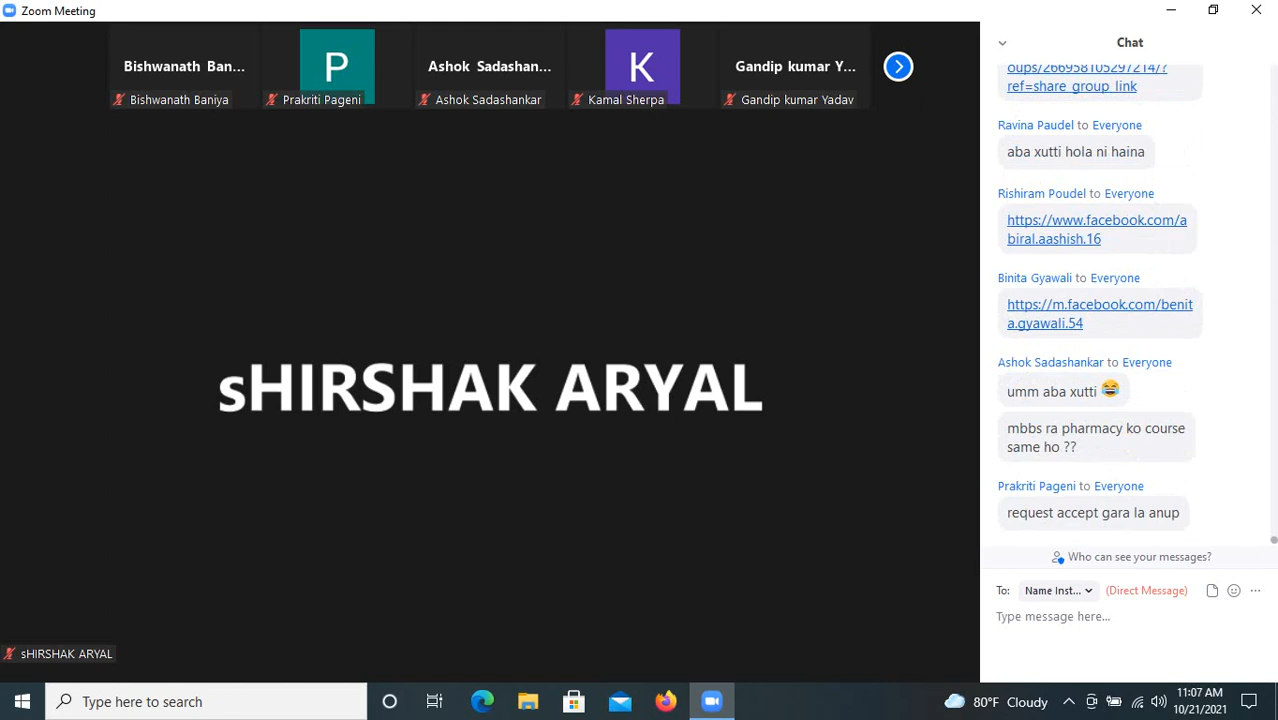 Zoom Meeting
Bishwanath Ban...
P
Ashok Sadashan...
K
Gandip kumar Y...
Bishwanath Baniya
Prakriti Pageni
Ashok Sadashankar
Kamal Sherpa
Gandip kumar Yadav
sHIRSHAK ARYAL
sHIRSHAK ARYAL
Chat
oups/266958105297214/?
ref=share_group_link
Ravina Paudel to Everyone
aba xutti hola ni haina
Rishiram Poudel to Everyone
https://www.facebook.com/a
biral.aashish.16
Binita Gyawali to Everyone
https://m.facebook.com/benit
a.gyawali.54
Ashok Sadashankar to Everyone
umm aba xutti 😂
mbbs ra pharmacy ko course
same ho ??
Prakriti Pageni to Everyone
request accept gara la anup
Who can see your messages?
To: Name Inst... (Direct Message)
Type message here...
Type here to search
80°F Cloudy
11:07 AM
10/21/2021